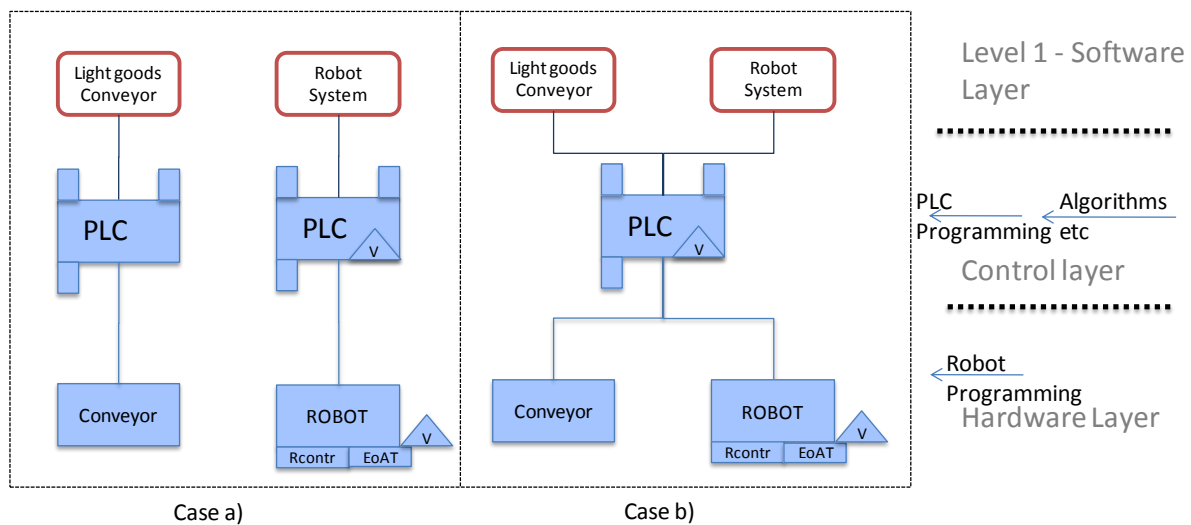 Light goods
Conveyor
Robot
System
PLC
PLC
V
Conveyor
ROBOT
V
Rcontr
EoAT
Case a)
Light goods
Conveyor
Robot
System
PLC
V
Conveyor
ROBOT
V
Rcontr
EoAT
Case b)
Level 1 - Software
Layer
PLC
Programming
Algorithms
etc
Control layer
Robot
Programming
Hardware Layer